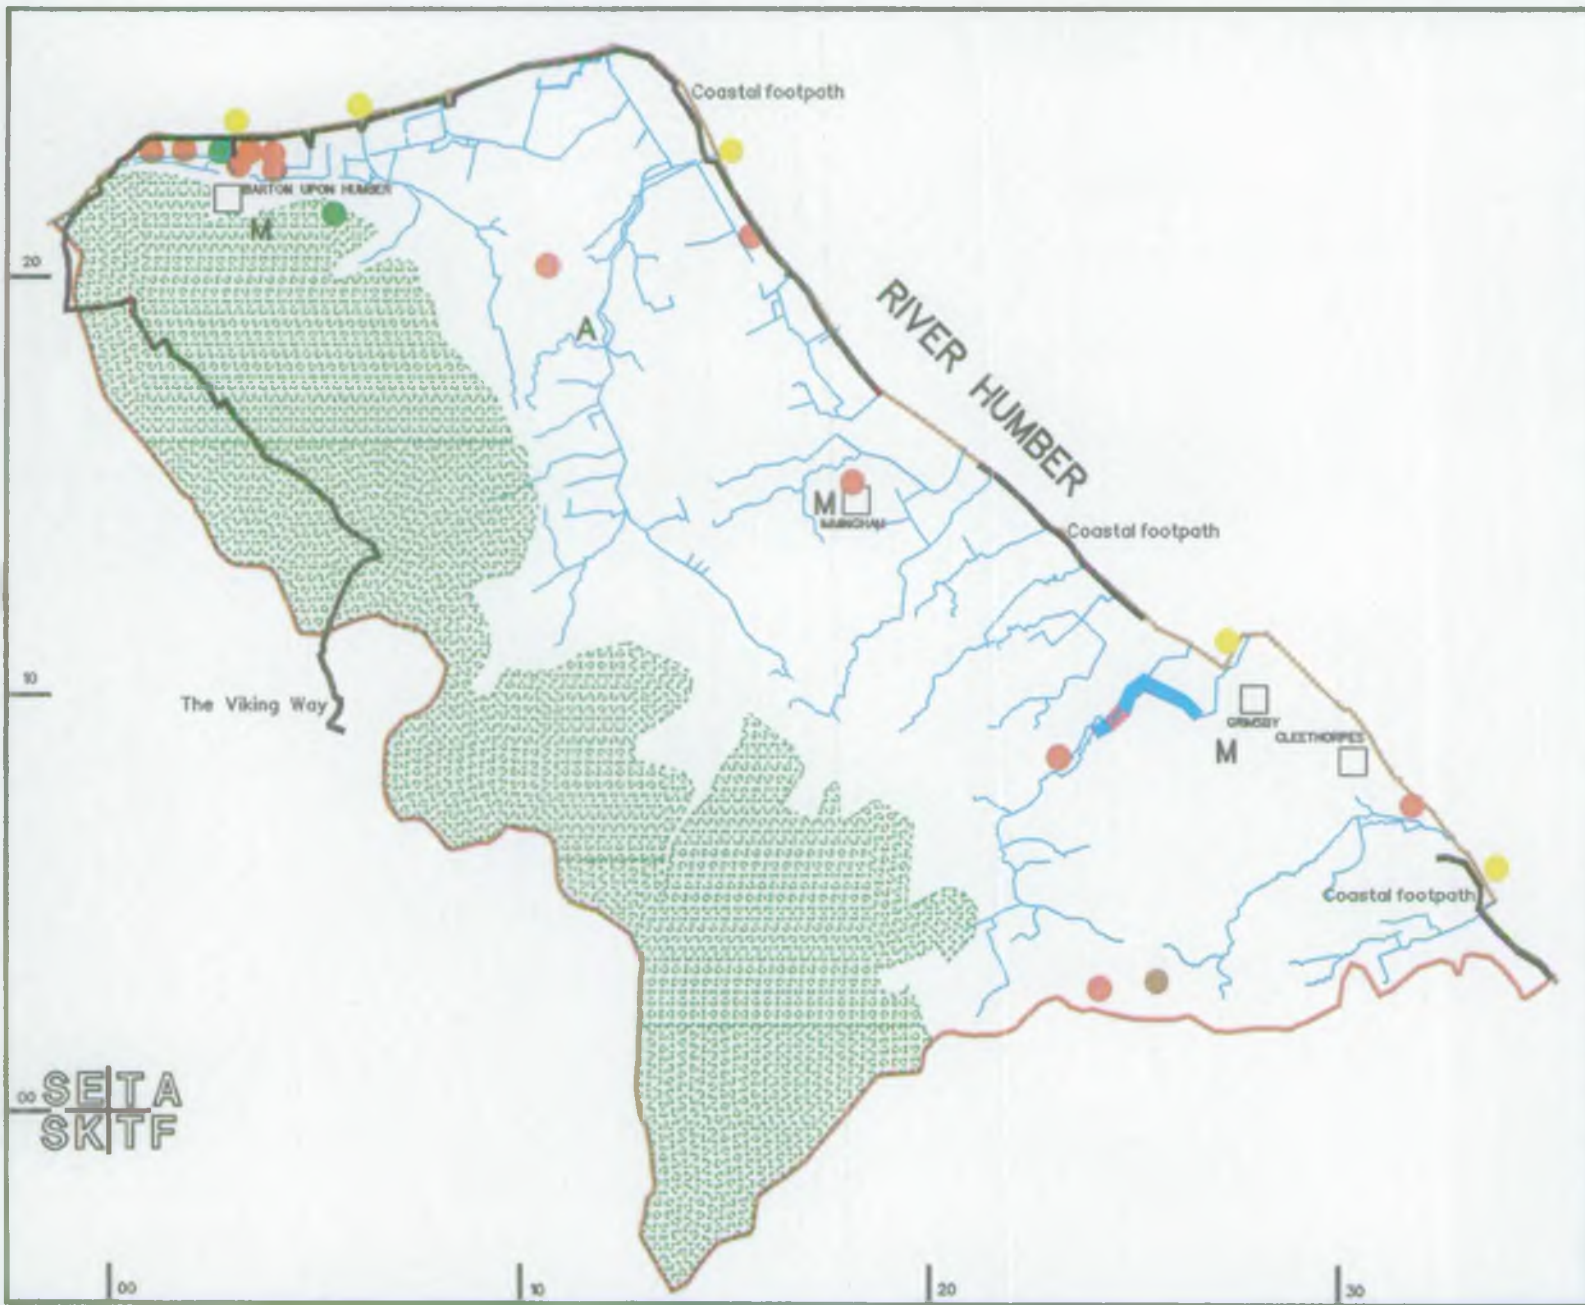 Coastal footpath
BARTON UPON HUMBER
M
20
RIVER HUMBER
A
M
IMMINGHAM
Coastal footpath
10
The Viking Way
GRIMSBY
M
CLEETHORPES
Coastal footpath
SE TA
00
SK TF
00
10
20
30